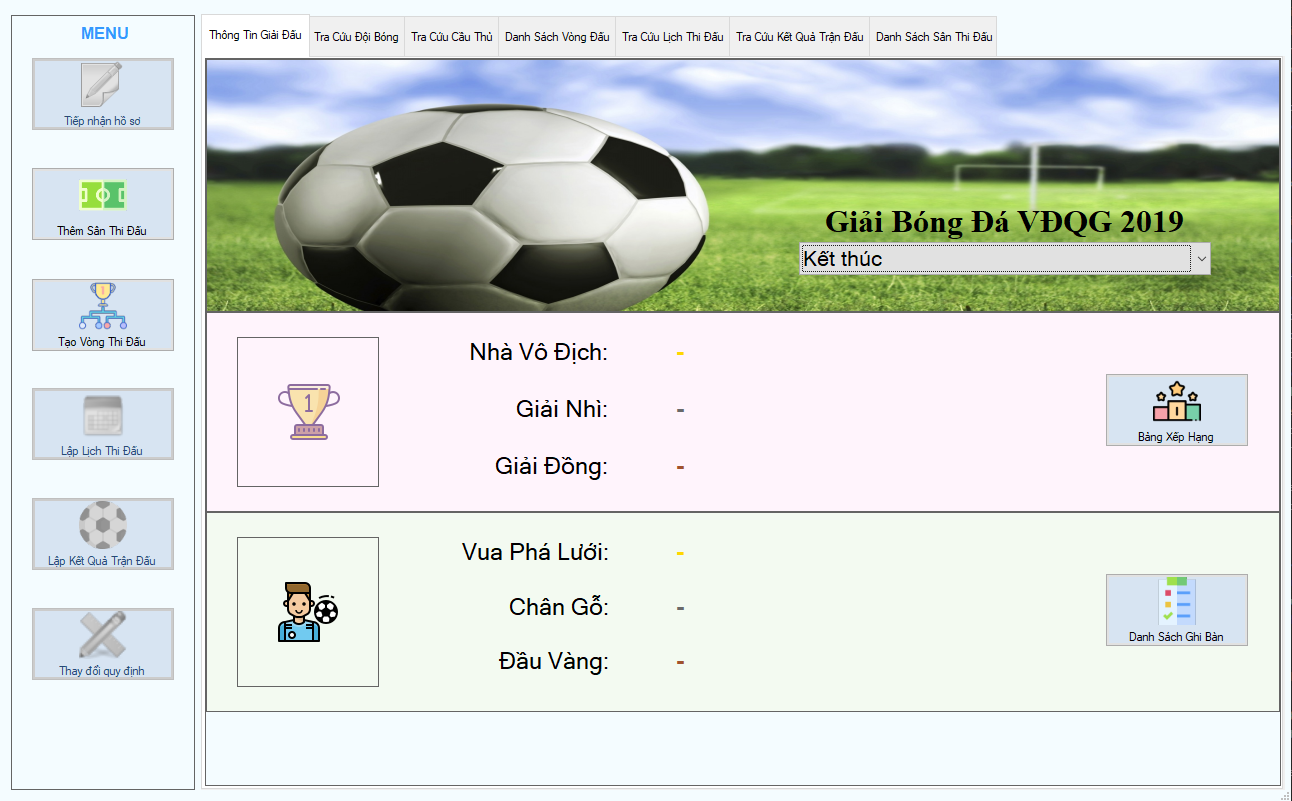 MENU
Tiếp nhận hồ sơ
Thêm Sân Thi Đấu
1
Tạo Vòng Thi Đấu
Lập Lịch Thi Đấu
Lập Kết Quả Trận Đấu
Thay đổi quy định
Thông Tin Giải Đấu
Tra Cứu Đội Bóng
Tra Cứu Cầu Thủ
Danh Sách Vòng Đấu
Tra Cứu Lịch Thi Đấu
Tra Cứu Kết Quả Trận Đấu
Danh Sách Sân Thi Đấu
Giải Bóng Đá VĐQG 2019
Kết thúc
1
Nhà Vô Địch: -
Giải Nhì: -
Giải Đồng: -
1
Bảng Xếp Hạng
Vua Phá Lưới: -
Chân Gỗ: -
Đầu Vàng: -
Danh Sách Ghi Bàn